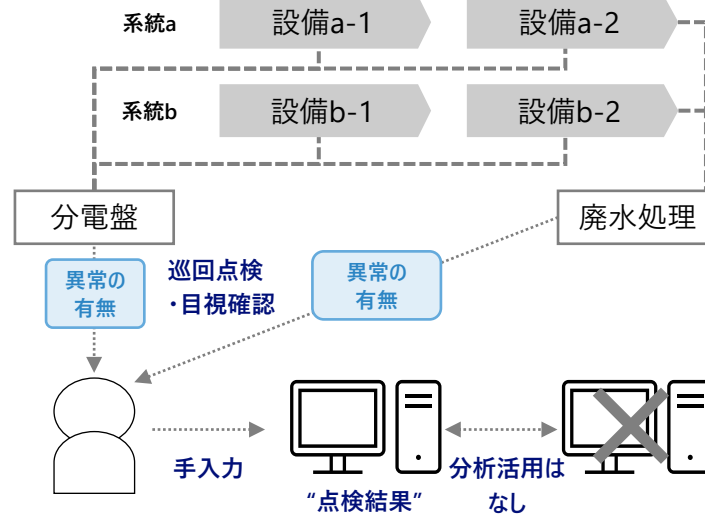 系統a
設備a-1
設備a-2
系統b
設備b-1
設備b-2
分電盤
廃水処理
異常の
有無
巡回点検
・目視確認
異常の
有無
手入力
“点検結果”
分析活用は
なし